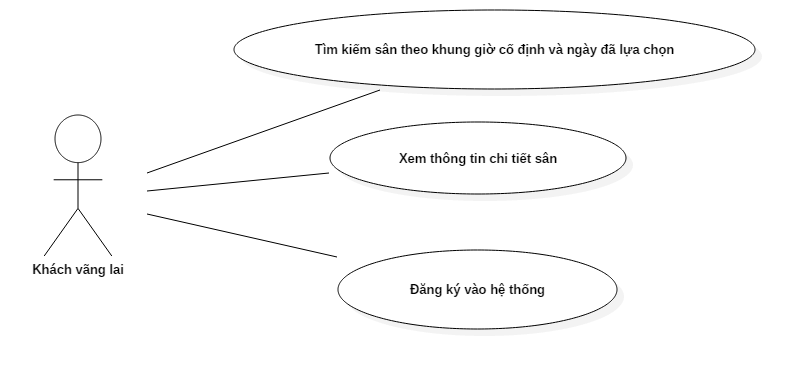 Tìm kiếm sân theo khung giờ cố định và ngày đã lựa chọn
Xem thông tin chi tiết sân
Khách vãng lai
Đăng ký vào hệ thống